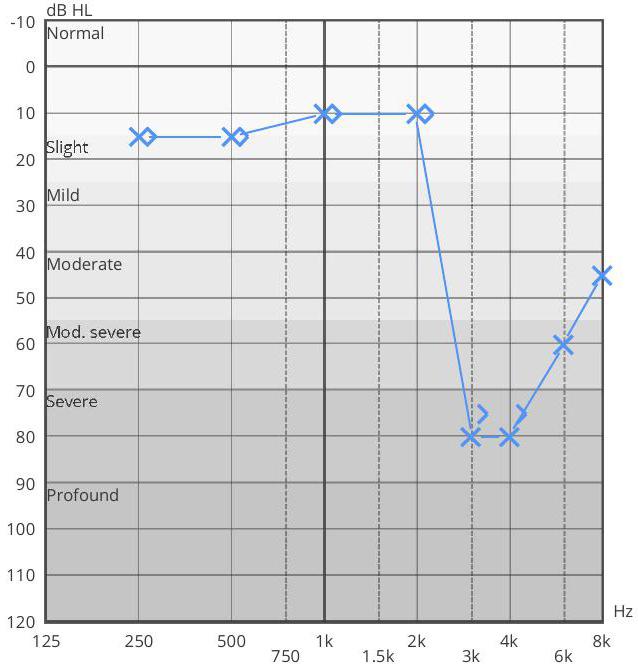 dB HL
-10
Normal
0
10
Slight
20
Mild
30
40
Moderate
50
Mod. severe
60
70
Severe
80
90
Profound
100
110
120
Hz
125 250 500 1k 2k 4k 8k
750 1.5k 3k 6k